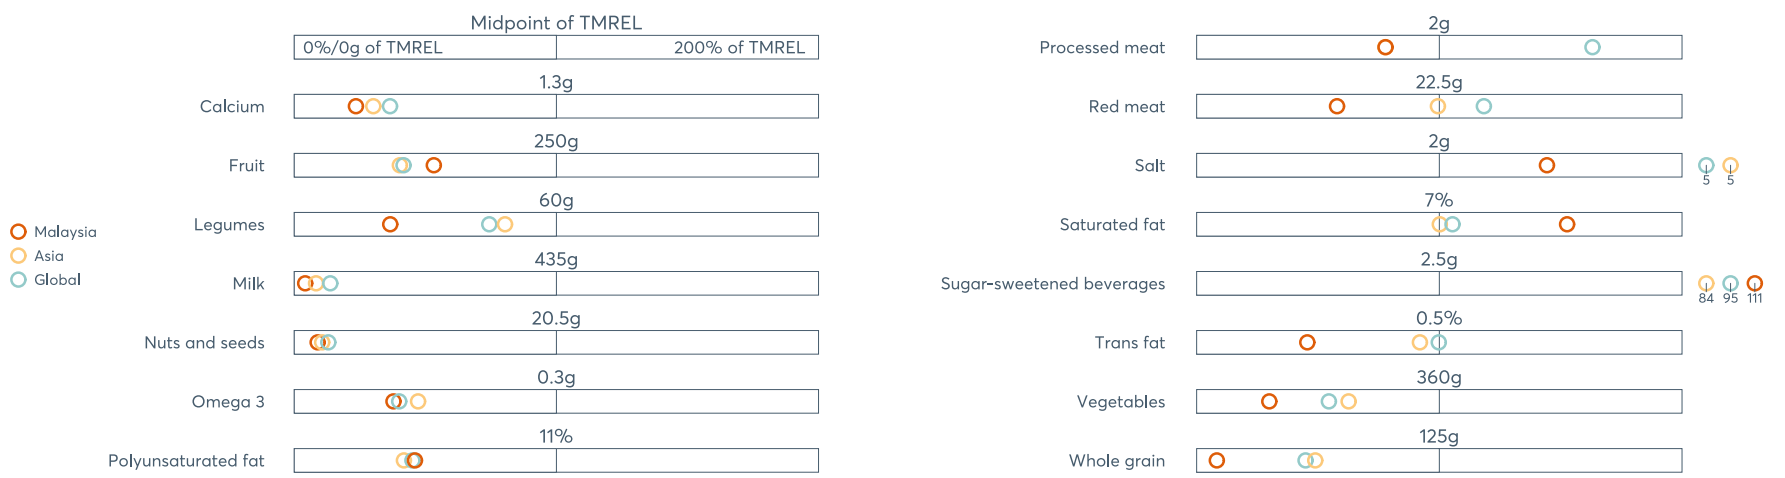 Midpoint of TMREL
0%/0g of TMREL 200% of TMREL
1.3g
Calcium
250g
Fruit
60g
Legumes
435g
Milk
20.5g
Nuts and seeds
0.3g
Omega 3
11%
Polyunsaturated fat
Malaysia
Asia
Global
2g
Processed meat
22.5g
Red meat
2g
Salt
5 5
7%
Saturated fat
2.5g
Sugar-sweetened beverages
84 95 111
0.5%
Trans fat
360g
Vegetables
125g
Whole grain